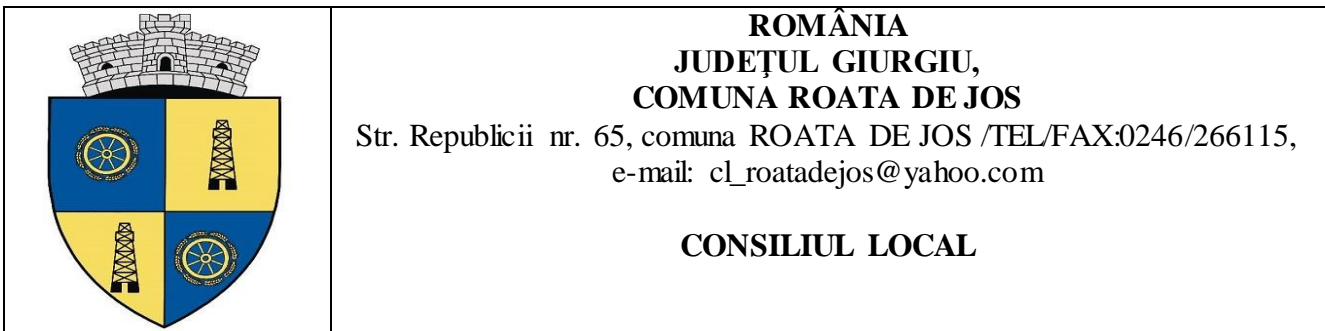 ROMÂNIA
JUDEŢUL GIURGIU,
COMUNA ROATA DE JOS
Str. Republicii nr. 65, comuna ROATA DE JOS /TEL/FAX:0246/266115,
e-mail: cl_roatadejos@yahoo.com
CONSILIUL LOCAL